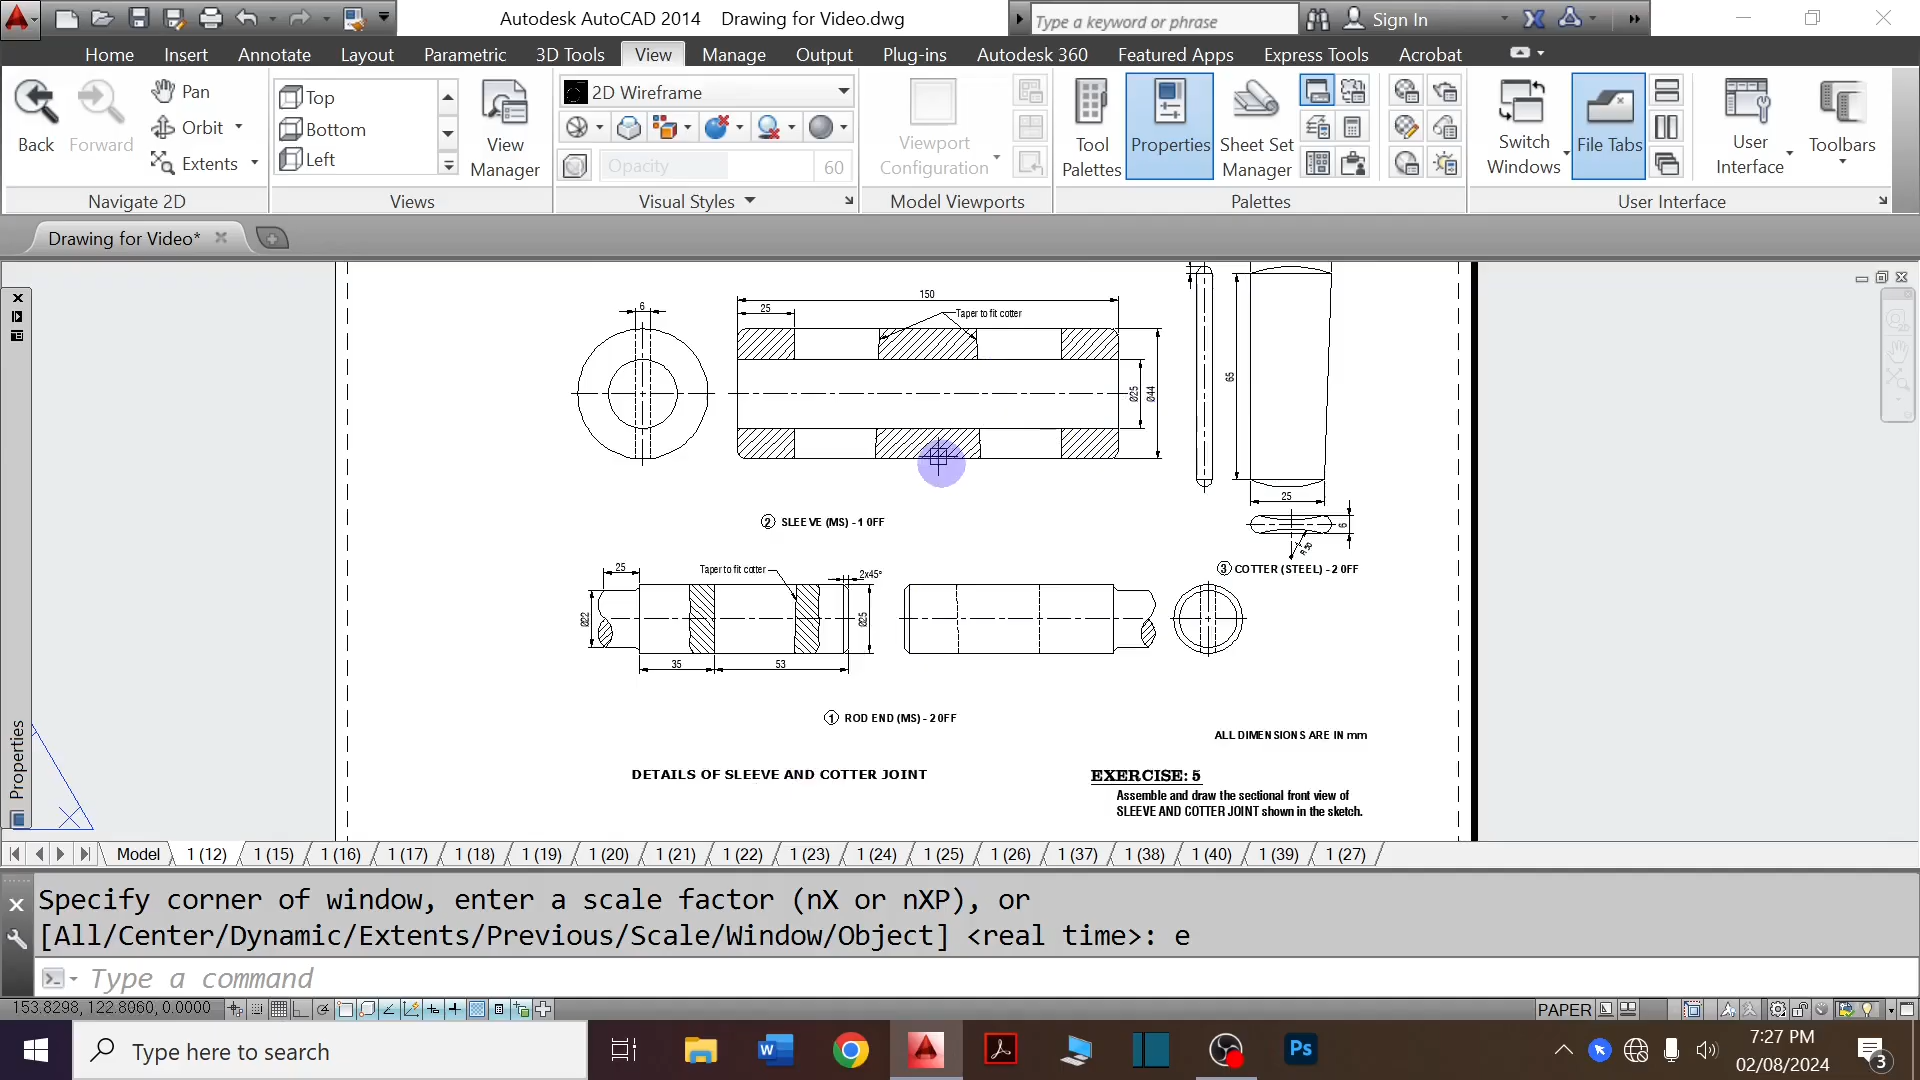 Autodesk AutoCAD 2014 Drawing for Video.dwg
Type a keyword or phrase
Sign In
Home Insert Annotate Layout Parametric 3D Tools View Manage Output Plug-ins Autodesk 360 Featured Apps Express Tools Acrobat
Back Forward
Pan
Orbit
Extents
Navigate 2D
Top
Bottom
Left
View Manager
Views
2D Wireframe
Opacity 60
Visual Styles
Viewport Configuration
Model Viewports
Tool Palettes
Properties
Sheet Set Manager
Palettes
Switch Windows
File Tabs
User Interface
Toolbars
User Interface
Drawing for Video*
Properties
6
150
25
Taper to fit cotter
Ø25
Ø44
65
25
6
R 50
2 SLEEVE (MS) - 1 0FF
3 COTTER (STEEL) - 2 0FF
25
Taper to fit cotter
2x45°
Ø22
Ø25
35
53
1 ROD END (MS) - 2 0FF
ALL DIMENSIONS ARE IN mm
DETAILS OF SLEEVE AND COTTER JOINT
EXERCISE: 5
Assemble and draw the sectional front view of
SLEEVE AND COTTER JOINT shown in the sketch.
Model 1 (12) 1 (15) 1 (16) 1 (17) 1 (18) 1 (19) 1 (20) 1 (21) 1 (22) 1 (23) 1 (24) 1 (25) 1 (26) 1 (37) 1 (38) 1 (40) 1 (39) 1 (27)
Specify corner of window, enter a scale factor (nX or nXP), or
[All/Center/Dynamic/Extents/Previous/Scale/Window/Object] <real time>: e
Type a command
153.8298, 122.8060, 0.0000
PAPER
Type here to search
W
Ps
7:27 PM
02/08/2024
3